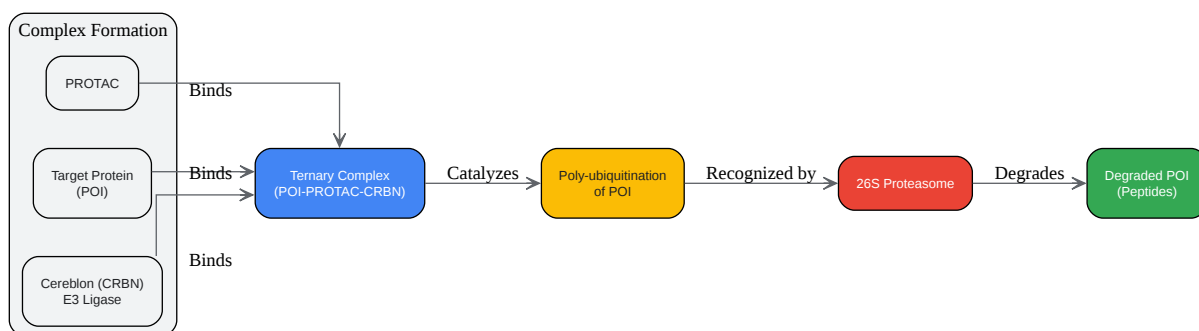 Complex Formation
PROTAC
Binds
Target Protein
(POI)
Binds
Cereblon (CRBN)
E3 Ligase
Binds
Ternary Complex
(POI-PROTAC-CRBN)
Catalyzes
Poly-ubiquitination
of POI
Recognized by
26S Proteasome
Degrades
Degraded POI
(Peptides)